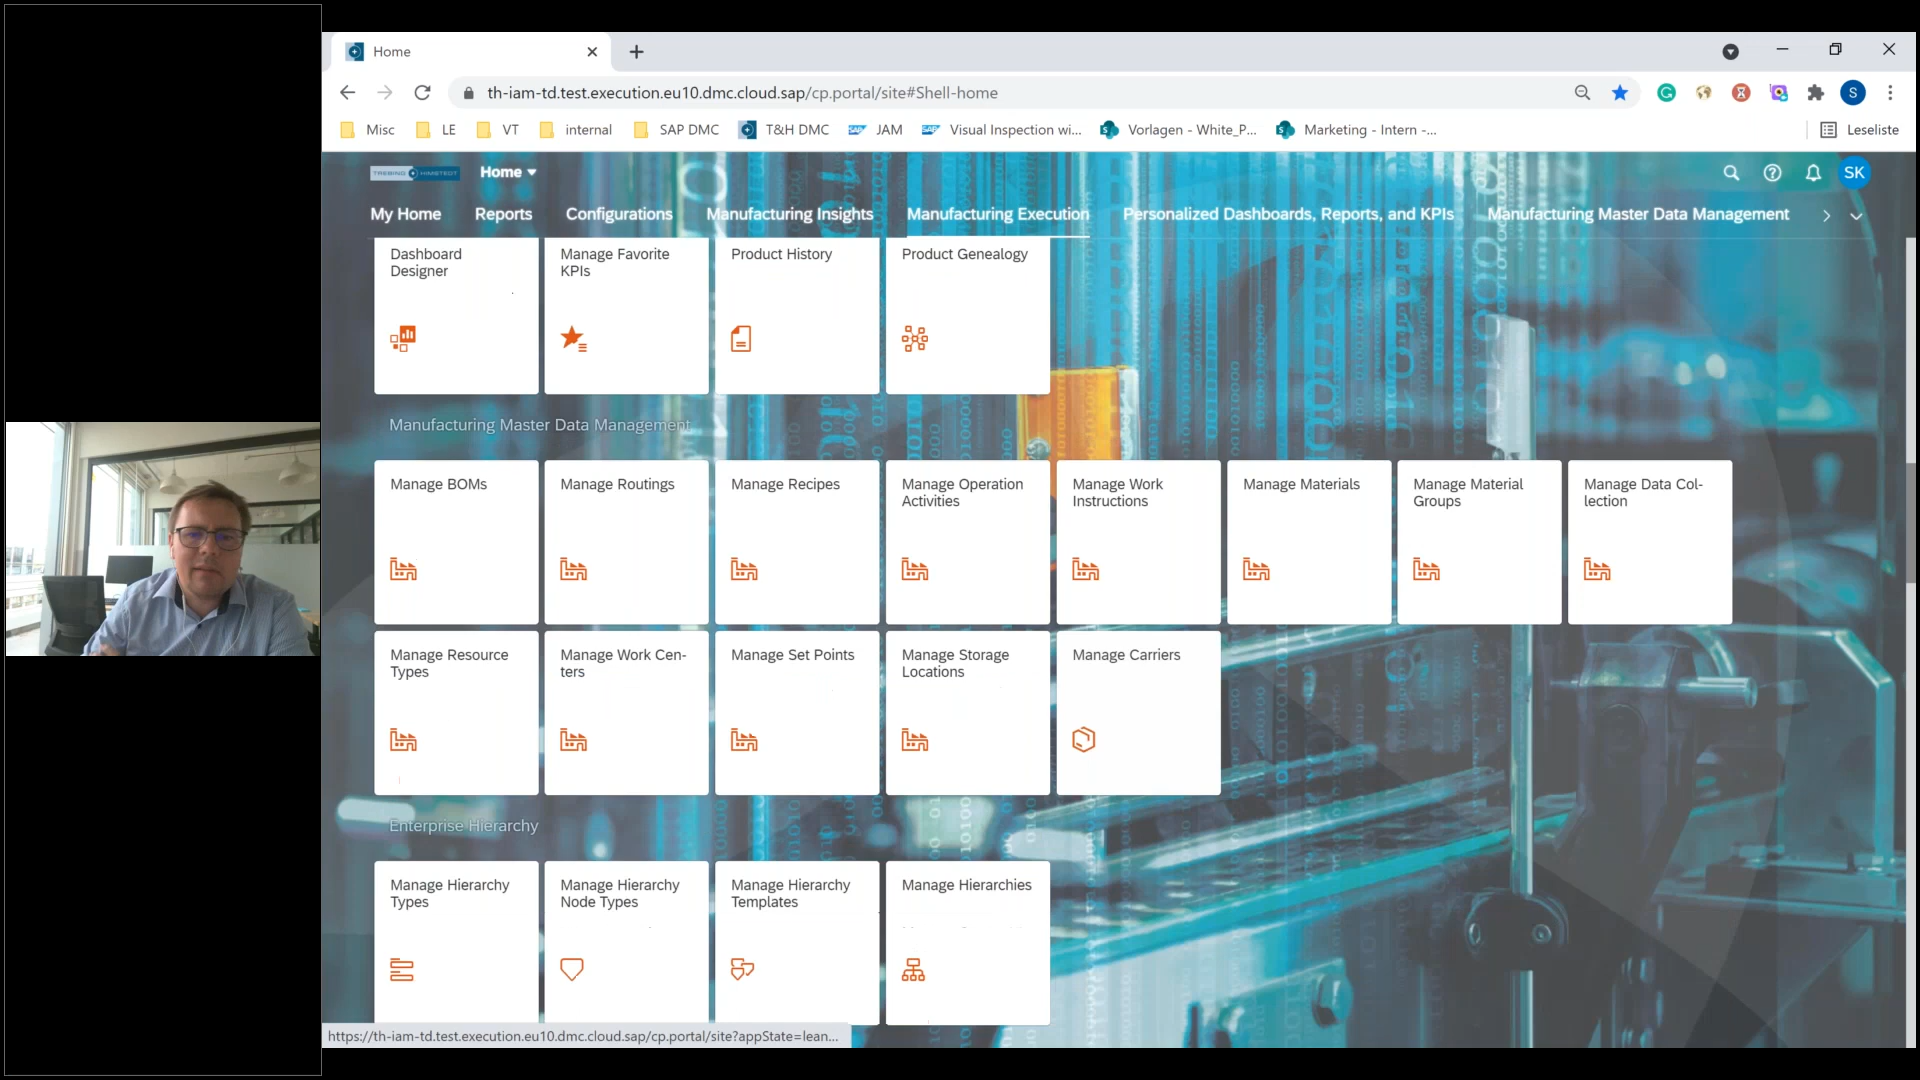 Home
th-iam-td.test.execution.eu10.dmc.cloud.sap/cp.portal/site#Shell-home
S
Misc
LE
VT
internal
SAP DMC
T&H DMC
SAP
JAM
SAP
Visual Inspection wi...
Vorlagen - White_P...
Marketing - Intern -...
Leseliste
TREBING + HIMSTEDT
Home
SK
My Home
Reports
Configurations
Manufacturing Insights
Manufacturing Execution
Personalized Dashboards, Reports, and KPIs
Manufacturing Master Data Management
Dashboard
Designer
Manage Favorite
KPIs
Product History
Product Genealogy
Manufacturing Master Data Management
Manage BOMs
Manage Routings
Manage Recipes
Manage Operation
Activities
Manage Work
Instructions
Manage Materials
Manage Material
Groups
Manage Data Col-
lection
Manage Resource
Types
Manage Work Cen-
ters
Manage Set Points
Manage Storage
Locations
Manage Carriers
Enterprise Hierarchy
Manage Hierarchy
Types
Manage Hierarchy
Node Types
Manage Hierarchy
Templates
Manage Hierarchies
https://th-iam-td.test.execution.eu10.dmc.cloud.sap/cp.portal/site?appState=lean...